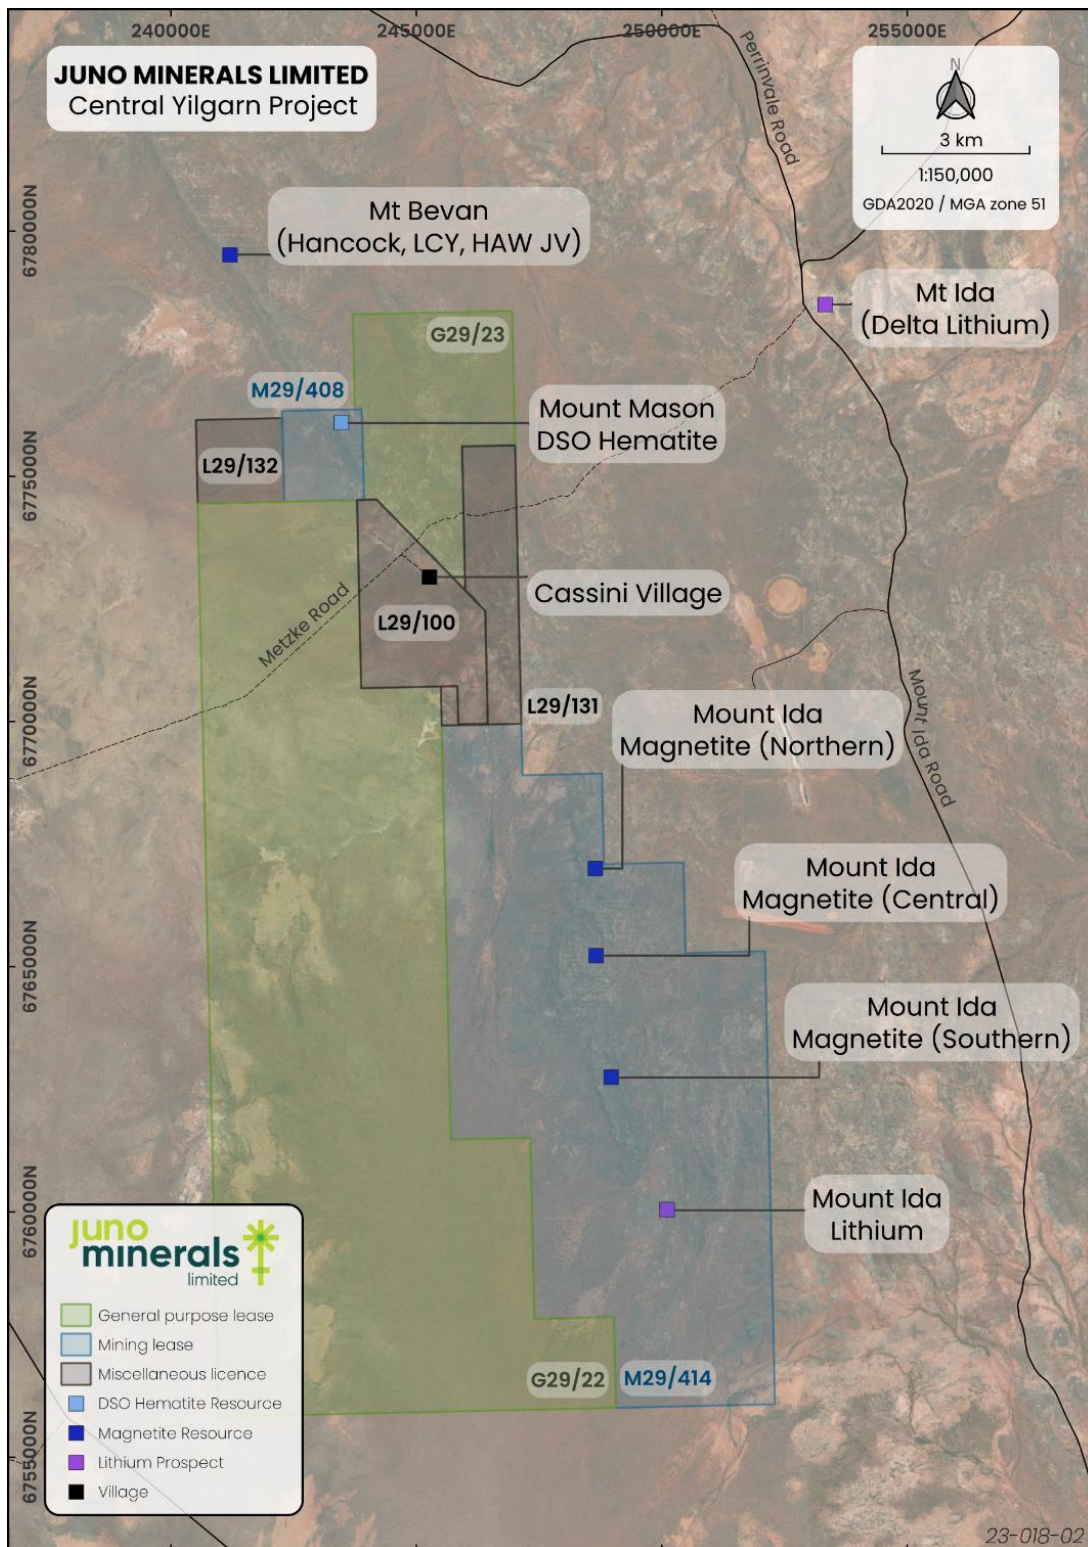 240000E
245000E
250000E
255000E
JUNO MINERALS LIMITED
Central Yilgarn Project
N
3 km
1:150,000
GDA2020 / MGA zone 51
Perrinvale Road
6780000N
Mt Bevan
(Hancock, LCY, HAW JV)
Mt Ida
(Delta Lithium)
G29/23
M29/408
Mount Mason
DSO Hematite
L29/132
6775000N
Cassini Village
L29/100
Metzke Road
L29/131
6770000N
Mount Ida
Magnetite (Northern)
Mount Ida Road
Mount Ida
Magnetite (Central)
6765000N
Mount Ida
Magnetite (Southern)
6760000N
Mount Ida
Lithium
juno
minerals
limited
General purpose lease
Mining lease
Miscellaneous licence
DSO Hematite Resource
Magnetite Resource
Lithium Prospect
Village
G29/22
M29/414
6755000N
23-018-02